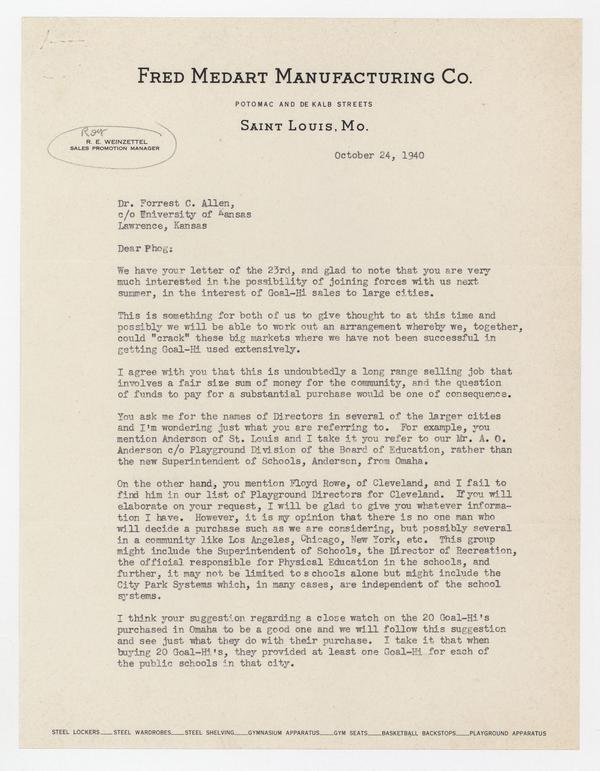 FRED MEDART MANUFACTURING CO.
POTOMAC AND DE KALB STREETS
SAINT LOUIS, MO.
Roy
R. E. WEINZETTEL
SALES PROMOTION MANAGER
October 24, 1940
Dr. Forrest C. Allen,
c/o University of Kansas
Lawrence, Kansas
Dear Phog:
We have your letter of the 23rd, and glad to note that you are very
much interested in the possibility of joining forces with us next
summer, in the interest of Goal-Hi sales to large cities.
This is something for both of us to give thought to at this time and
possibly we will be able to work out an arrangement whereby we, together,
could "crack" these big markets where we have not been successful in
getting Goal-Hi used extensively.
I agree with you that this is undoubtedly a long range selling job that
involves a fair size sum of money for the community, and the question
of funds to pay for a substantial purchase would be one of consequence.
You ask me for the names of Directors in several of the larger cities
and I'm wondering just what you are referring to. For example, you
mention Anderson of St. Louis and I take it you refer to our Mr. A. O.
Anderson c/o Playground Division of the Board of Education, rather than
the new Superintendent of Schools, Anderson, from Omaha.
On the other hand, you mention Floyd Rowe, of Cleveland, and I fail to
find him in our list of Playground Directors for Cleveland. If you will
elaborate on your request, I will be glad to give you whatever informa-
tion I have. However, it is my opinion that there is no one man who
will decide a purchase such as we are considering, but possibly several
in a community like Los Angeles, Chicago, New York, etc. This group
might include the Superintendent of Schools, the Director of Recreation,
the official responsible for Physical Education in the schools, and
further, it may not be limited to schools alone but might include the
City Park Systems which, in many cases, are independent of the school
systems.
I think your suggestion regarding a close watch on the 20 Goal-Hi's
purchased in Omaha to be a good one and we will follow this suggestion
and see just what they do with their purchase. I take it that when
buying 20 Goal-Hi's, they provided at least one Goal-Hi for each of
the public schools in that city.
STEEL LOCKERS___STEEL WARDROBES___STEEL SHELVING___GYMNASIUM APPARATUS___GYM SEATS___BASKETBALL BACKSTOPS___PLAYGROUND APPARATUS